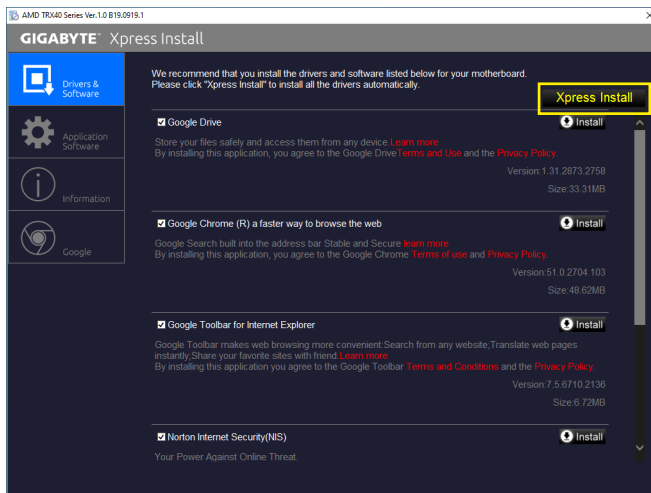 AMD TRX40 Series Ver.1.0 B19.0919.1
GIGABYTE™ Xpress Install
Drivers &
Software
Application
Software
Information
Google
We recommend that you install the drivers and software listed below for your motherboard.
Please click "Xpress Install" to install all the drivers automatically.
Xpress Install
Google Drive
Install
Store your files safely and access them from any device.Learn more
By installing this application, you agree to the Google DriveTerms and Use and the Privacy Policy.
Version:1.31.2873.2758
Size:33.31MB
Google Chrome (R) a faster way to browse the web
Install
Google Search built into the address bar Stable and Secure learn more
By installing this application, you agree to the Google Chrome Terms of use and Privacy Policy.
Version:51.0.2704.103
Size:48.62MB
Google Toolbar for Internet Explorer
Install
Google Toolbar makes web browsing more convenient:Search from any website;Translate web pages
instantly;Share your favorite sites with friend.Learn more
By installing this application you agree to the Google Toolbar Terms and Conditions and the Privacy Policy.
Version:7.5.6710.2136
Size:6.72MB
Norton Internet Security(NIS)
Install
Your Power Against Online Threat.